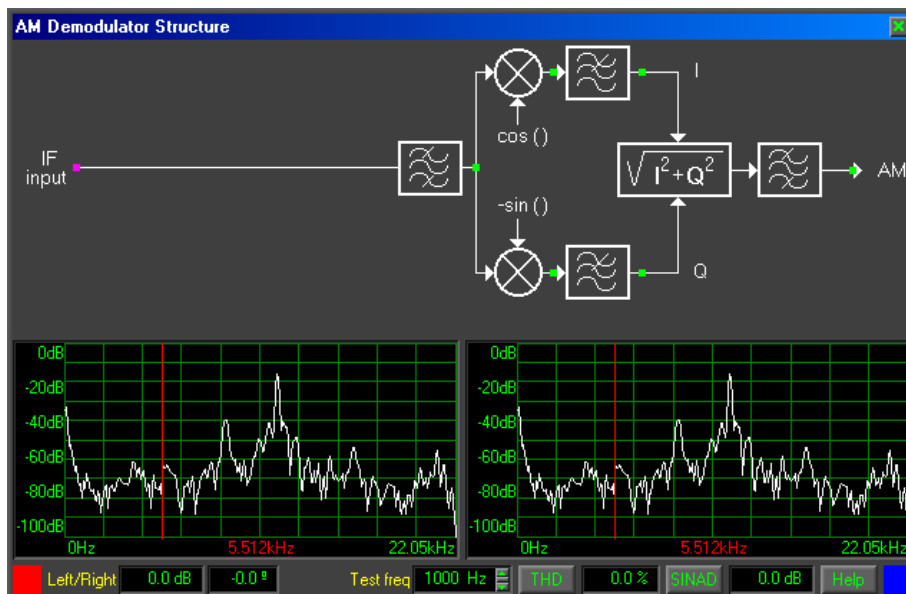 AM Demodulator Structure
I
cos ()
IF
input
√ I²+Q²
AM
-sin ()
Q
0dB
-20dB
-40dB
-60dB
-80dB
-100dB
0Hz 5.512kHz 22.05kHz
0dB
-20dB
-40dB
-60dB
-80dB
-100dB
0Hz 5.512kHz 22.05kHz
Left/Right 0.0 dB -0.0 º Test freq 1000 Hz THD 0.0 % SINAD 0.0 dB Help